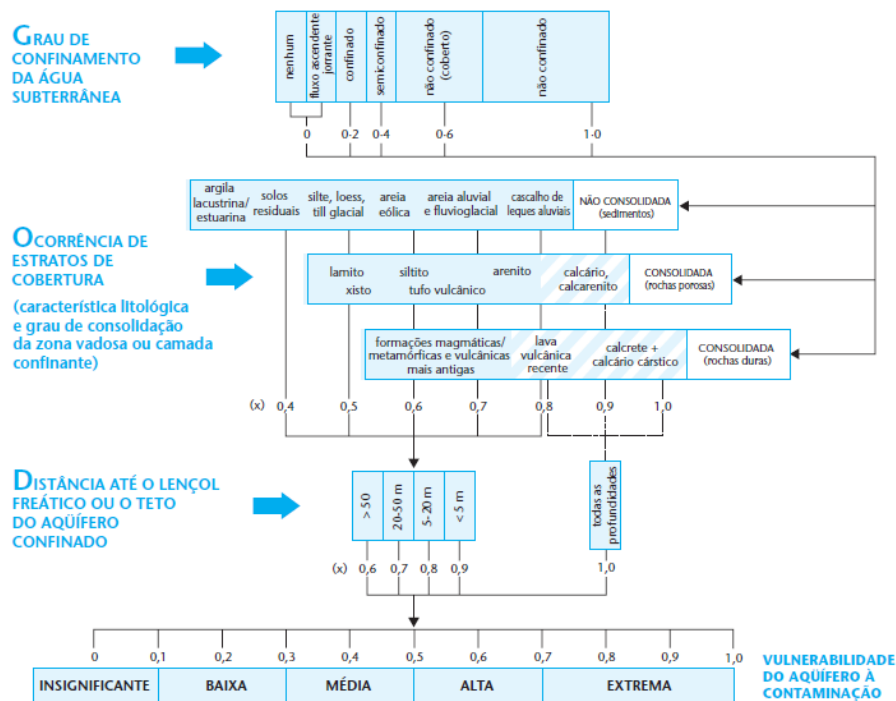 GRAU DE
CONFINAMENTO
DA ÁGUA
SUBTERRÂNEA
nenhum
fluxo ascendente
jorrante
confinado
semiconfinado
não confinado
(coberto)
não confinado
0
0·2
0·4
0·6
1·0
argila
lacustrina/
estuarina
solos
residuais
silte, loess,
till glacial
areia
eólica
areia aluvial
e fluvioglacial
cascalho de
leques aluviais
NÃO CONSOLIDADA
(sedimentos)
OCORRÊNCIA DE
ESTRATOS DE
COBERTURA
(característica litológica
e grau de consolidação
da zona vadosa ou camada
confinante)
lamito
xisto
siltito
tufo vulcânico
arenito
calcário,
calcarenito
CONSOLIDADA
(rochas porosas)
formações magmáticas/
metamórficas e vulcânicas
mais antigas
lava
vulcânica
recente
calcrete +
calcário cárstico
CONSOLIDADA
(rochas duras)
(x) 0,4 0,5 0,6 0,7 0,8 0,9 1,0
DISTÂNCIA ATÉ O LENÇOL
FREÁTICO OU O TETO
DO AQÜÍFERO
CONFINADO
> 50
20-50 m
5-20 m
< 5 m
todas as
profundidades
(x) 0,6 0,7 0,8 0,9 1,0
0 0,1 0,2 0,3 0,4 0,5 0,6 0,7 0,8 0,9 1,0
INSIGNIFICANTE BAIXA MÉDIA ALTA EXTREMA
VULNERABILIDADE
DO AQÜÍFERO À
CONTAMINAÇÃO